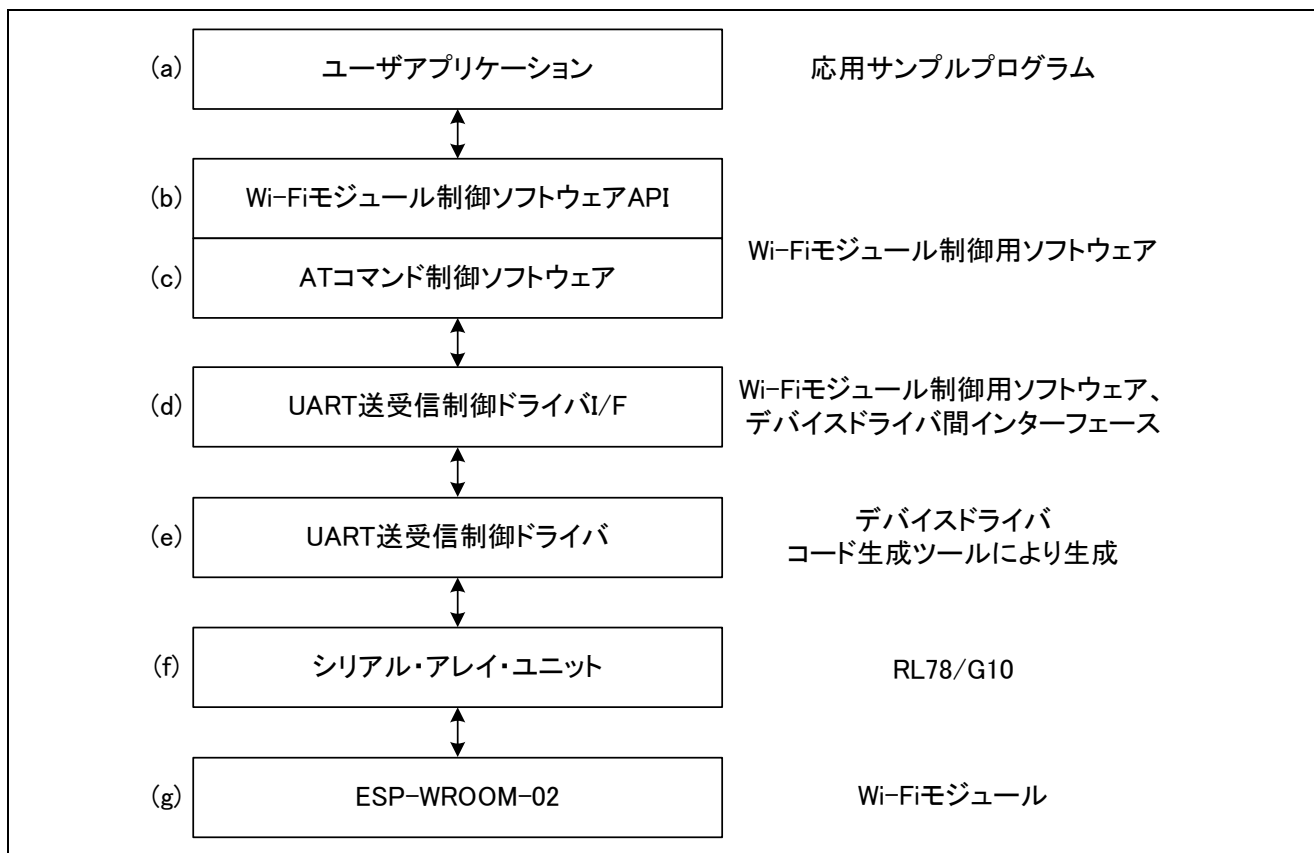 (a) ユーザアプリケーション 応用サンプルプログラム
(b) Wi-Fiモジュール制御ソフトウェアAPI
Wi-Fiモジュール制御用ソフトウェア
(c) ATコマンド制御ソフトウェア
(d) UART送受信制御ドライバI/F
Wi-Fiモジュール制御用ソフトウェア、
デバイスドライバ間インターフェース
(e) UART送受信制御ドライバ
デバイスドライバ
コード生成ツールにより生成
(f) シリアル・アレイ・ユニット RL78/G10
(g) ESP-WROOM-02 Wi-Fiモジュール